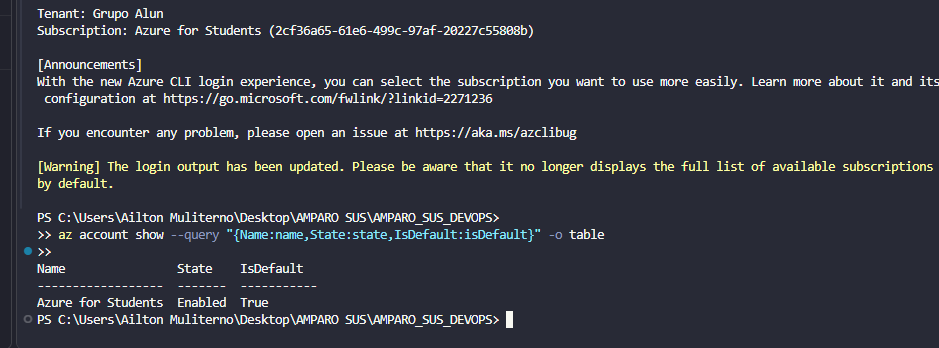 Tenant: Grupo Alun
Subscription: Azure for Students (2cf36a65-61e6-499c-97af-20227c55808b)
[Announcements]
With the new Azure CLI login experience, you can select the subscription you want to use more easily. Learn more about it and its
configuration at https://go.microsoft.com/fwlink/?linkid=2271236
If you encounter any problem, please open an issue at https://aka.ms/azclibug
[Warning] The login output has been updated. Please be aware that it no longer displays the full list of available subscriptions
by default.
PS C:\Users\Ailton Muliterno\Desktop\AMPARO SUS\AMPARO_SUS_DEVOPS>
>> az account show --query "{Name:name,State:state,IsDefault:isDefault}" -o table
>>
Name State IsDefault
------------------ ------- -----------
Azure for Students Enabled True
PS C:\Users\Ailton Muliterno\Desktop\AMPARO SUS\AMPARO_SUS_DEVOPS>